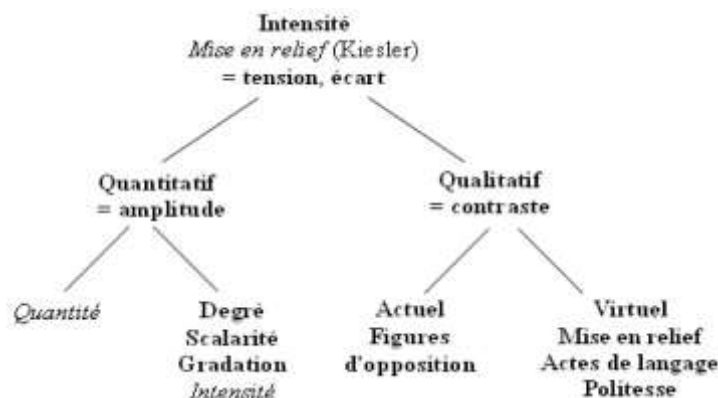 Intensité
Mise en relief (Kiesler)
= tension, écart
Quantitatif
= amplitude
Qualitatif
= contraste
Quantité
Degré
Scalarité
Gradation
Intensité
Actuel
Figures
d'opposition
Virtuel
Mise en relief
Actes de langage
Politesse